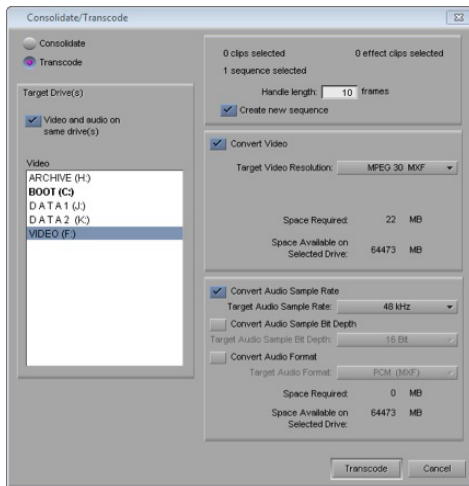 Consolidate/Transcode
Consolidate
Transcode
Target Drive(s)
Video and audio on
same drive(s)
Video
ARCHIVE (H:)
BOOT (C:)
D A T A 1 (J:)
D A T A 2 (K:)
VIDEO (F:)
0 clips selected 0 effect clips selected
1 sequence selected
Handle length: 10 frames
Create new sequence
Convert Video
Target Video Resolution: MPEG 30 MXF
Space Required: 22 MB
Space Available on
Selected Drive: 64473 MB
Convert Audio Sample Rate
Target Audio Sample Rate: 48 kHz
Convert Audio Sample Bit Depth
Target Audio Sample Bit Depth: 16 Bit
Convert Audio Format
Target Audio Format: PCM (MXF)
Space Required: 0 MB
Space Available on
Selected Drive: 64473 MB
Transcode Cancel